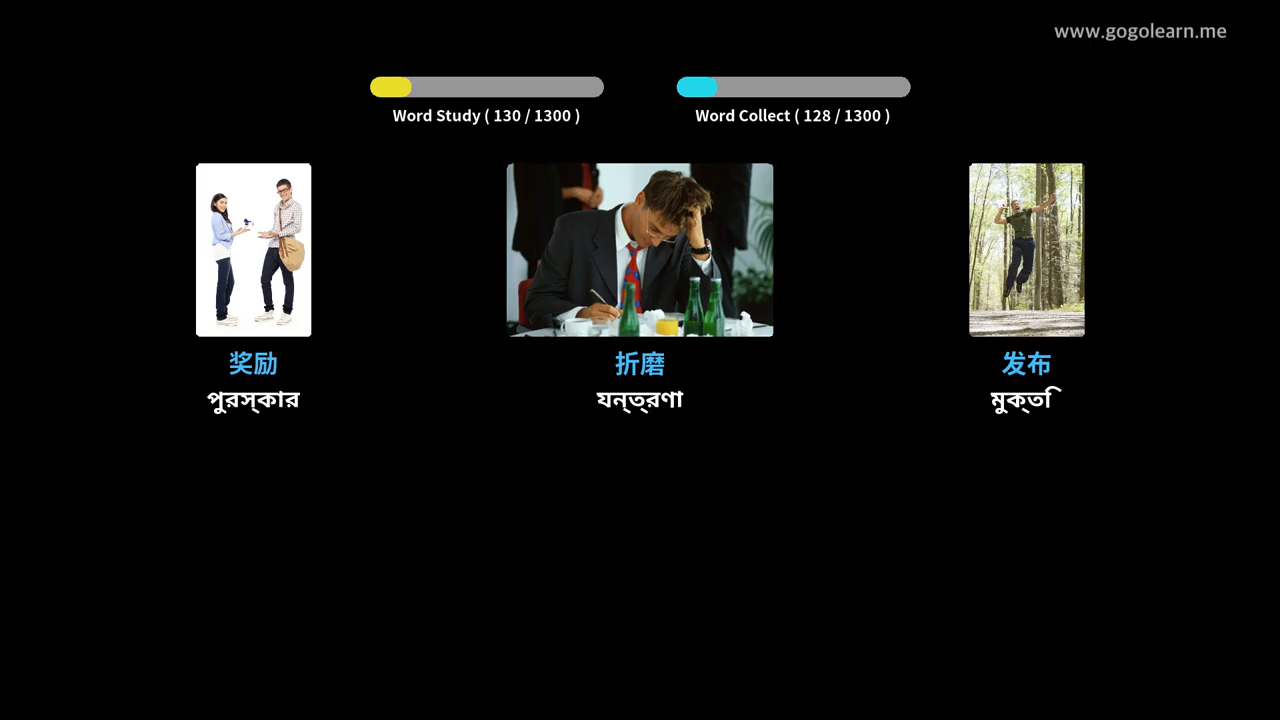 www.gogolearn.me
Word Study ( 130 / 1300 )
Word Collect ( 128 / 1300 )
奖励
折磨
发布
পুরস্কার
যন্ত্রণা
মুক্তি